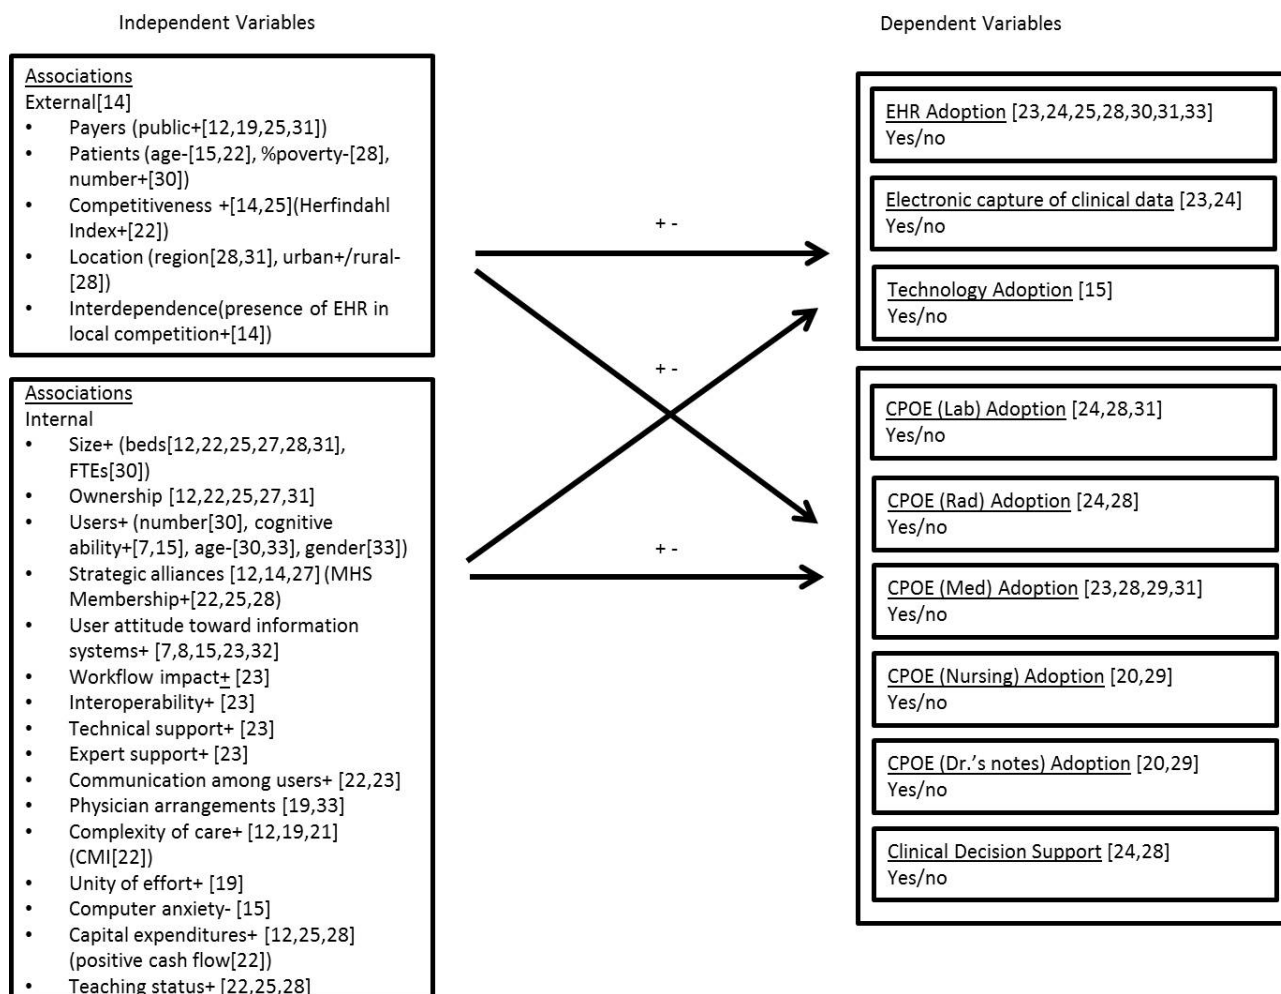 Independent Variables
Dependent Variables
Associations
External[14]
• Payers (public+[12,19,25,31])
• Patients (age-[15,22], %poverty-[28],
number+[30])
• Competitiveness +[14,25](Herfindahl
Index+[22])
• Location (region[28,31], urban+/rural-
[28])
• Interdependence(presence of EHR in
local competition+[14])
Associations
Internal
• Size+ (beds[12,22,25,27,28,31],
FTEs[30])
• Ownership [12,22,25,27,31]
• Users+ (number[30], cognitive
ability+[7,15], age-[30,33], gender[33])
• Strategic alliances [12,14,27] (MHS
Membership+[22,25,28)
• User attitude toward information
systems+ [7,8,15,23,32]
• Workflow impact+ [23]
• Interoperability+ [23]
• Technical support+ [23]
• Expert support+ [23]
• Communication among users+ [22,23]
• Physician arrangements [19,33]
• Complexity of care+ [12,19,21]
(CMI[22])
• Unity of effort+ [19]
• Computer anxiety- [15]
• Capital expenditures+ [12,25,28]
(positive cash flow[22])
• Teaching status+ [22,25,28]
+ -
+ -
+ -
EHR Adoption [23,24,25,28,30,31,33]
Yes/no
Electronic capture of clinical data [23,24]
Yes/no
Technology Adoption [15]
Yes/no
CPOE (Lab) Adoption [24,28,31]
Yes/no
CPOE (Rad) Adoption [24,28]
Yes/no
CPOE (Med) Adoption [23,28,29,31]
Yes/no
CPOE (Nursing) Adoption [20,29]
Yes/no
CPOE (Dr.’s notes) Adoption [20,29]
Yes/no
Clinical Decision Support [24,28]
Yes/no